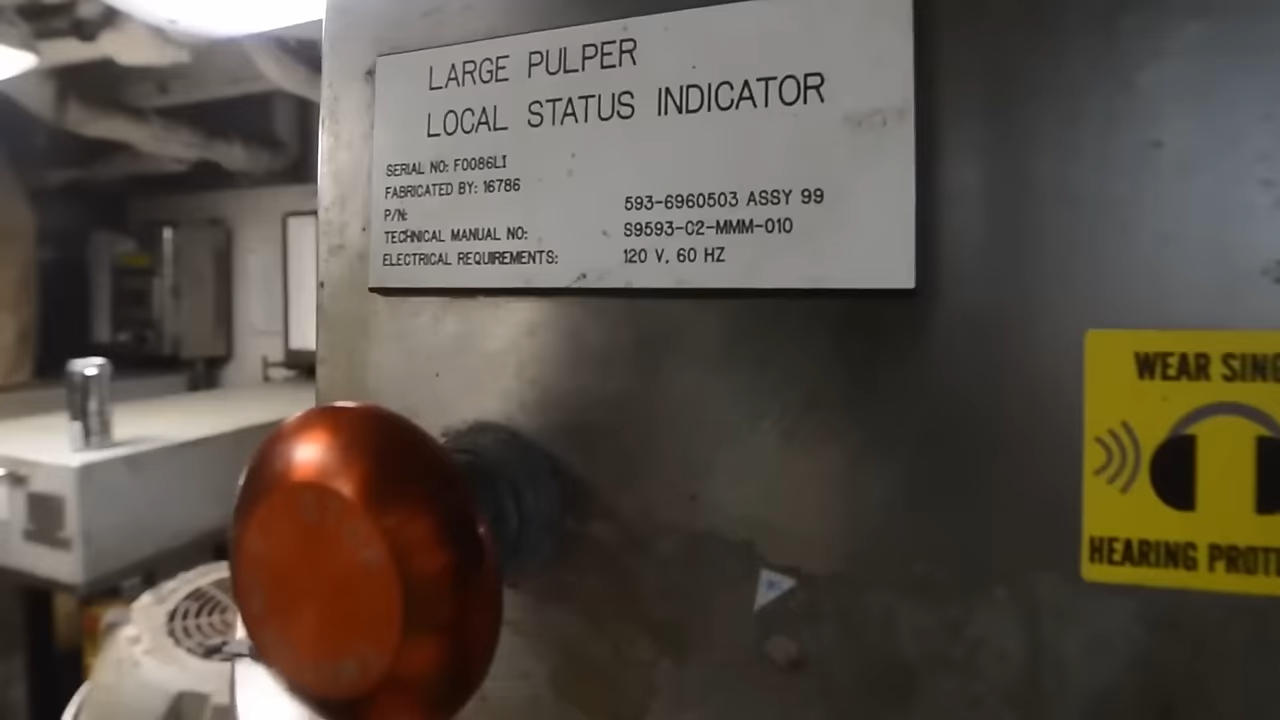 LARGE PULPER
LOCAL STATUS INDICATOR
SERIAL NO: F0086LI
FABRICATED BY: 16786
P/N: 593-6960503 ASSY 99
TECHNICAL MANUAL NO: S9593-C2-MMM-010
ELECTRICAL REQUIREMENTS: 120 V, 60 HZ
WEAR SING
HEARING PROTE